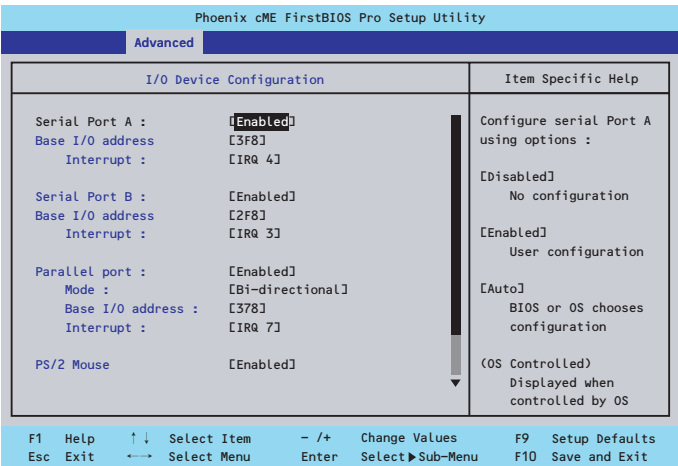 Phoenix cME FirstBIOS Pro Setup Utility
Advanced
I/O Device Configuration
Serial Port A : [Enabled]
Base I/O address [3F8]
Interrupt : [IRQ 4]
Serial Port B : [Enabled]
Base I/O address [2F8]
Interrupt : [IRQ 3]
Parallel port : [Enabled]
Mode : [Bi-directional]
Base I/O address : [378]
Interrupt : [IRQ 7]
PS/2 Mouse [Enabled]
Item Specific Help
Configure serial Port A
using options :
[Disabled]
No configuration
[Enabled]
User configuration
[Auto]
BIOS or OS chooses
configuration
(OS Controlled)
Displayed when
controlled by OS
F1 Help ↑↓ Select Item - /+ Change Values F9 Setup Defaults
Esc Exit ←→ Select Menu Enter Select▶Sub-Menu F10 Save and Exit